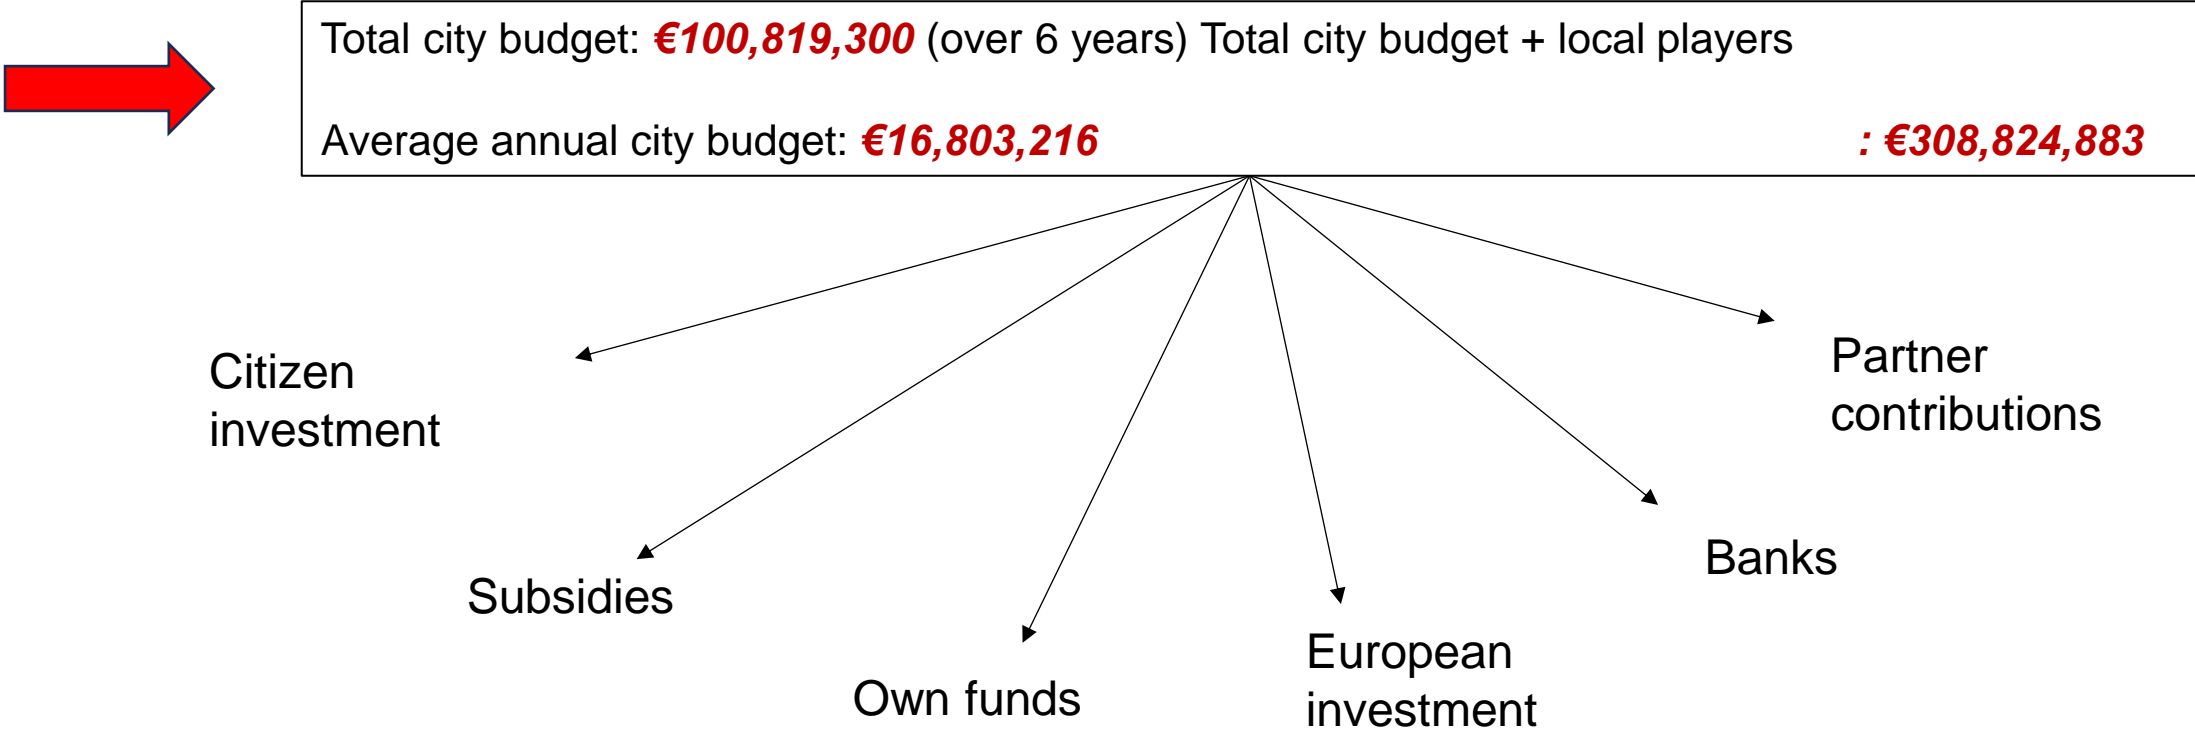 Total city budget: €100,819,300 (over 6 years) Total city budget + local players
Average annual city budget: €16,803,216 : €308,824,883
Citizen
investment
Subsidies
Own funds
European
investment
Banks
Partner
contributions